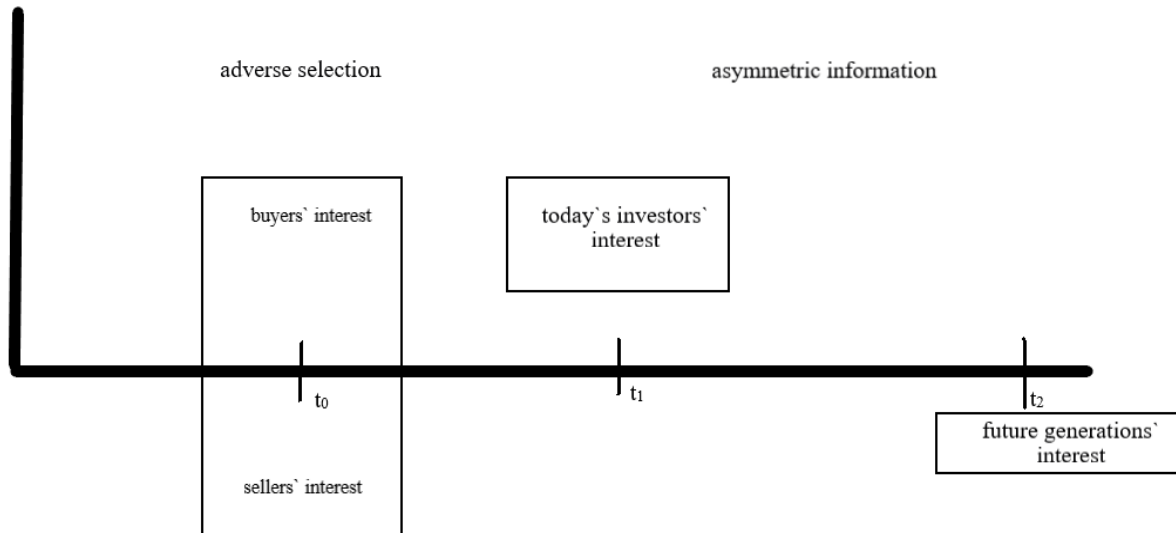 adverse selection
asymmetric information
buyers` interest
today`s investors`
interest
t₀
t₁
t₂
future generations`
interest
sellers` interest